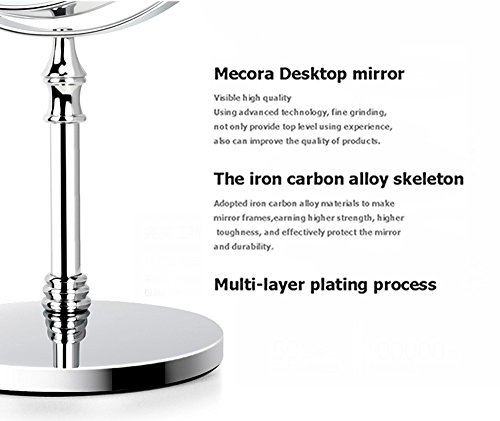 Mecora Desktop mirror
Visible high quality
Using advanced technology, fine grinding,
not only provide top level using experience,
also can improve the quality of products.
The iron carbon alloy skeleton
Adopted iron carbon alloy materials to make
mirror frames,earning higher strength, higher
toughness, and effectively protect the mirror
and durability.
Multi-layer plating process